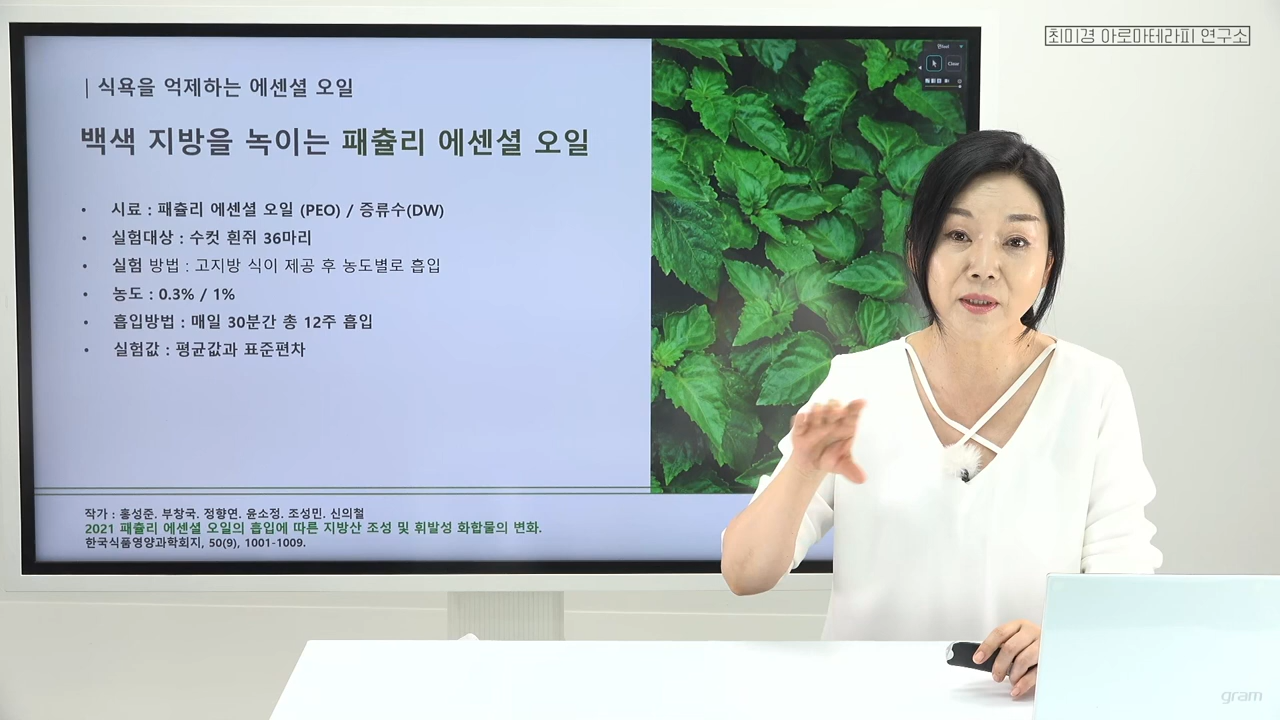 최미경 아로마테라피 연구소
| 식욕을 억제하는 에센셜 오일
백색 지방을 녹이는 패츌리 에센셜 오일
• 시료 : 패츌리 에센셜 오일 (PEO) / 증류수(DW)
• 실험대상 : 수컷 흰쥐 36마리
• 실험 방법 : 고지방 식이 제공 후 농도별로 흡입
• 농도 : 0.3% / 1%
• 흡입방법 : 매일 30분간 총 12주 흡입
• 실험값 : 평균값과 표준편차
작가 : 홍성준. 부창국. 정향연. 윤소정. 조성민. 신의철
2021 패츌리 에센셜 오일의 흡입에 따른 지방산 조성 및 휘발성 화합물의 변화.
한국식품영양과학회지, 50(9), 1001-1009.
Clear
gram